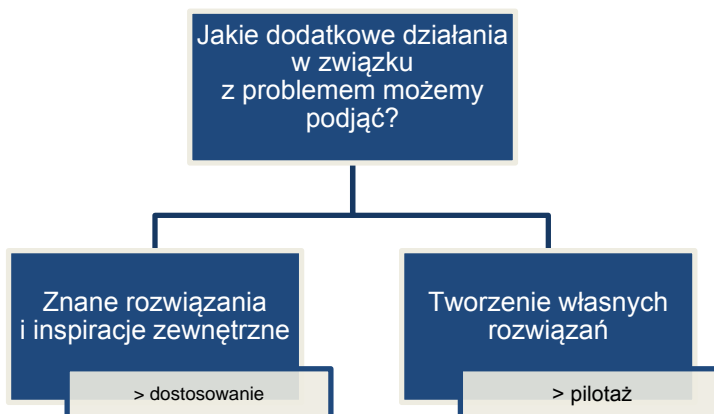 Jakie dodatkowe działania
w związku
z problemem możemy
podjąć?
Znane rozwiązania
i inspiracje zewnętrzne
> dostosowanie
Tworzenie własnych
rozwiązań
> pilotaż